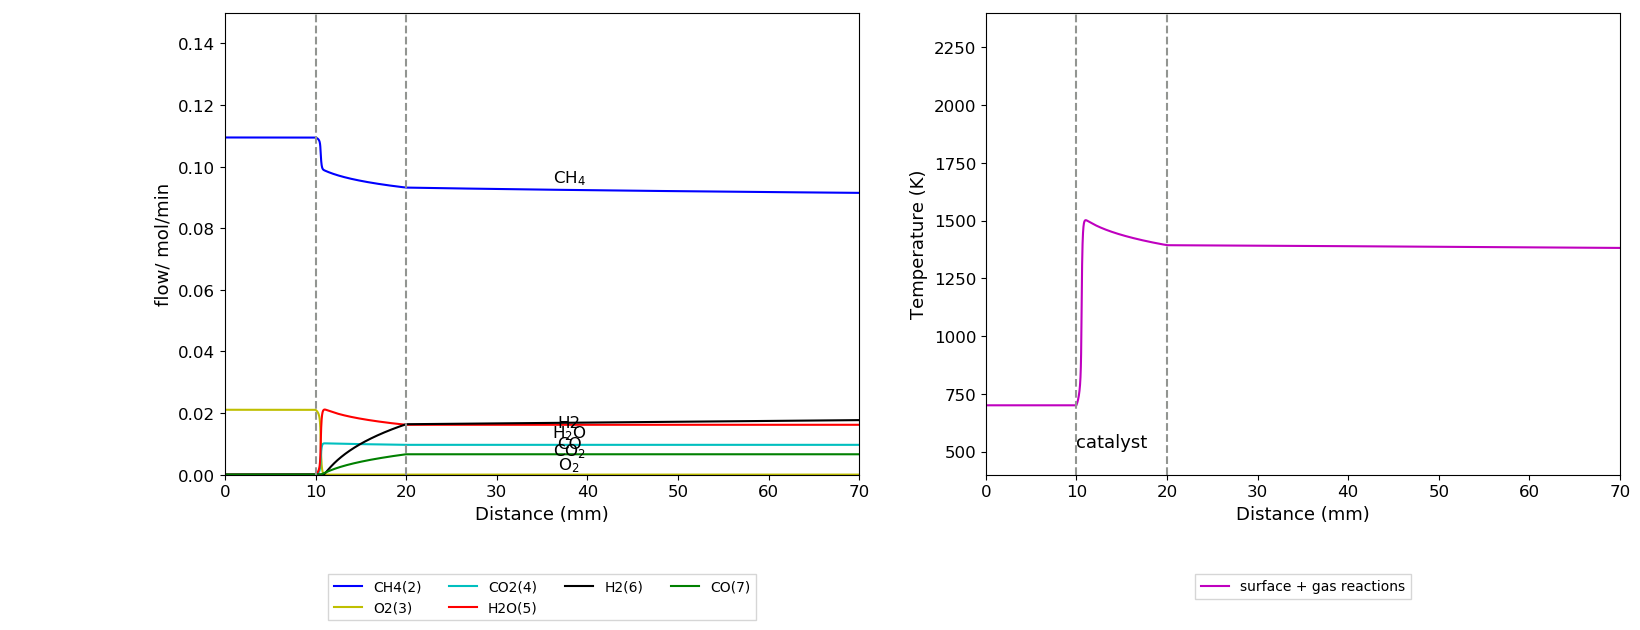 0.14
0.12
0.10
0.08
0.06
0.04
0.02
0.00
flow/ mol/min
CH₄
H2
H₂O
CO
CO₂
O₂
0 10 20 30 40 50 60 70
Distance (mm)
CH4(2) CO2(4) H2(6) CO(7)
O2(3) H2O(5)
2250
2000
1750
1500
1250
1000
750
500
Temperature (K)
catalyst
0 10 20 30 40 50 60 70
Distance (mm)
surface + gas reactions